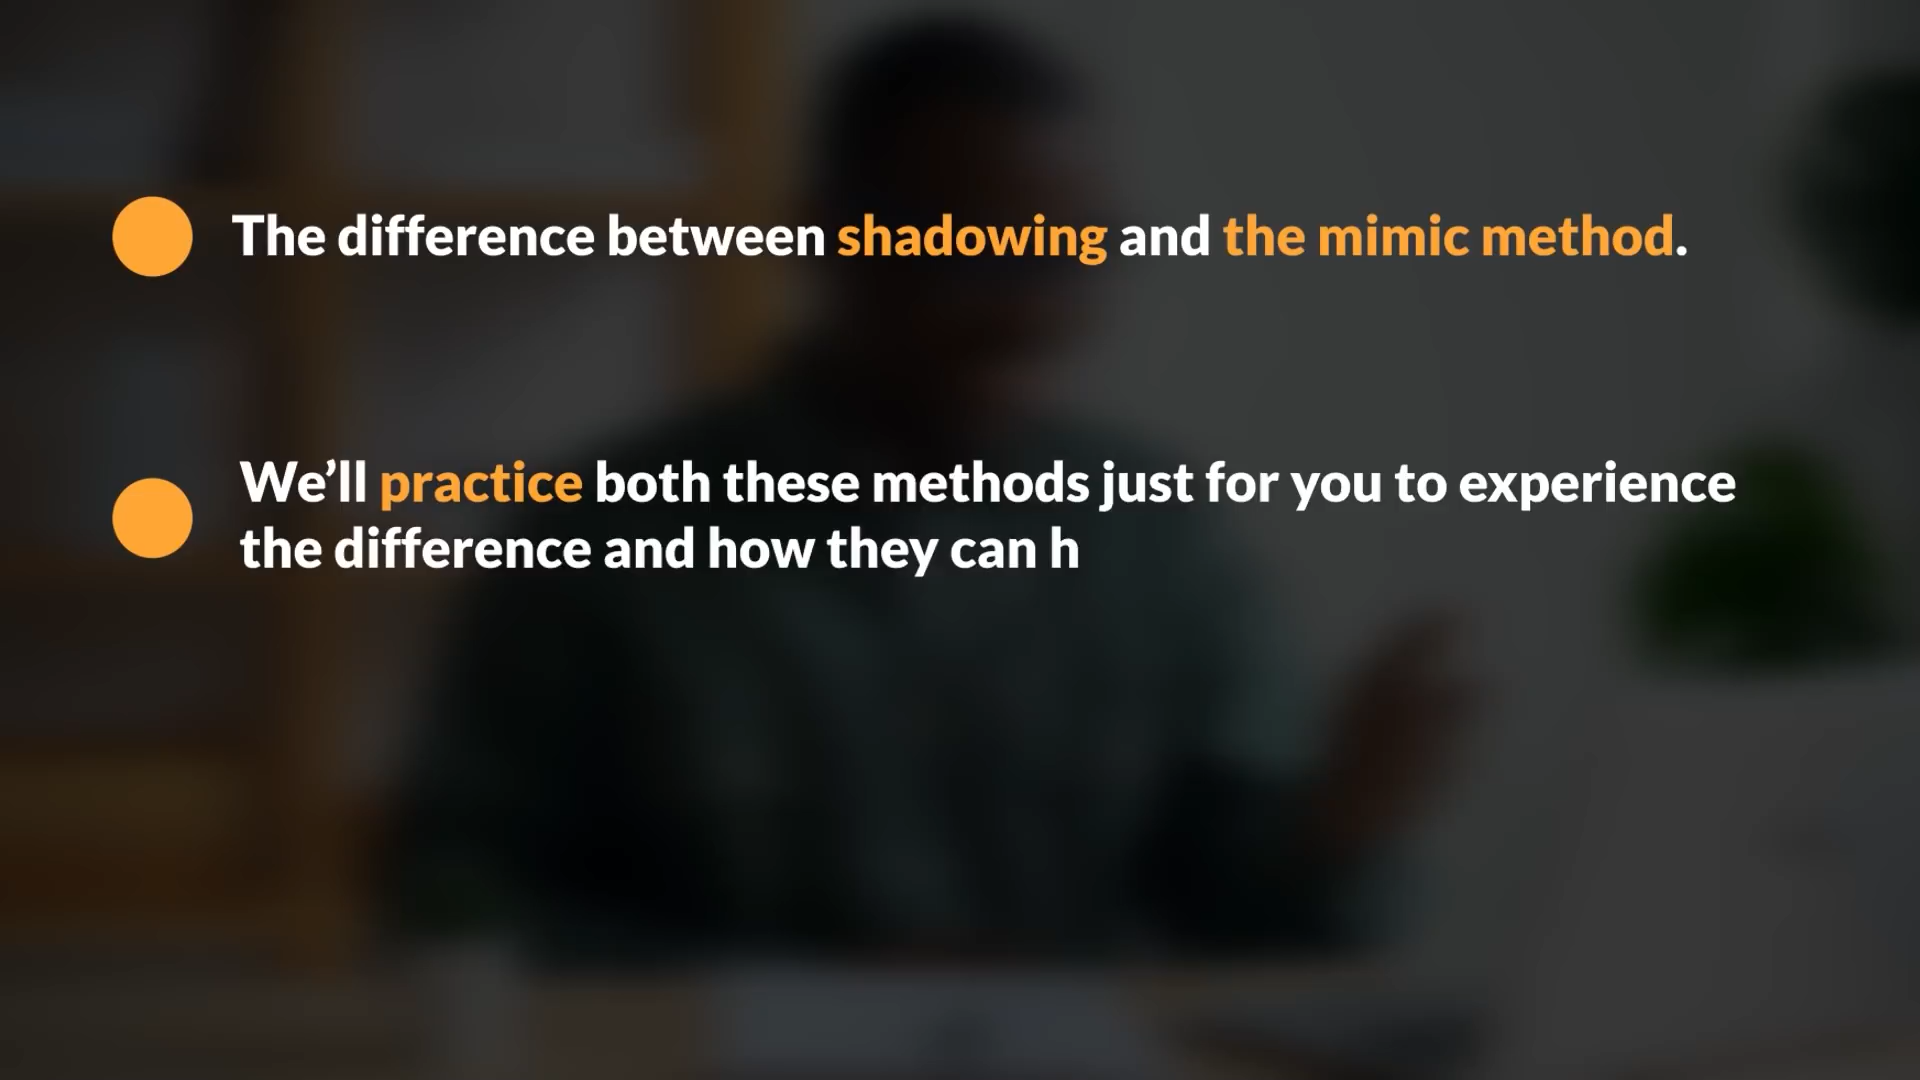 The difference between shadowing and the mimic method.
We’ll practice both these methods just for you to experience
the difference and how they can h